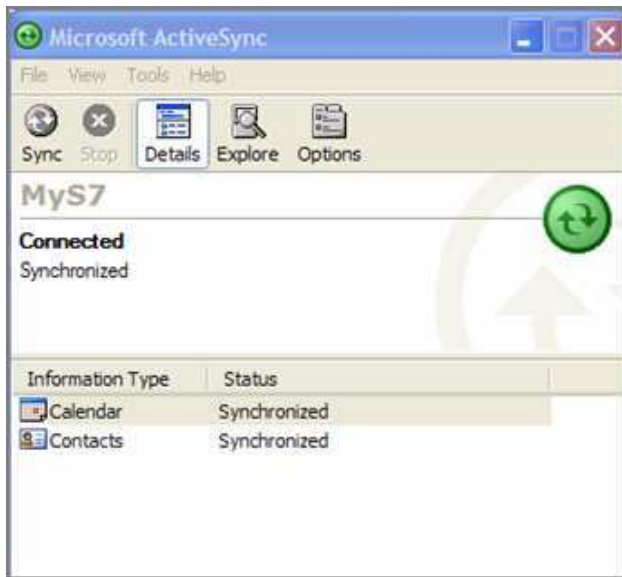 Microsoft ActiveSync
File View Tools Help
Sync Stop Details Explore Options
MyS7
Connected
Synchronized
Information Type Status
Calendar Synchronized
Contacts Synchronized